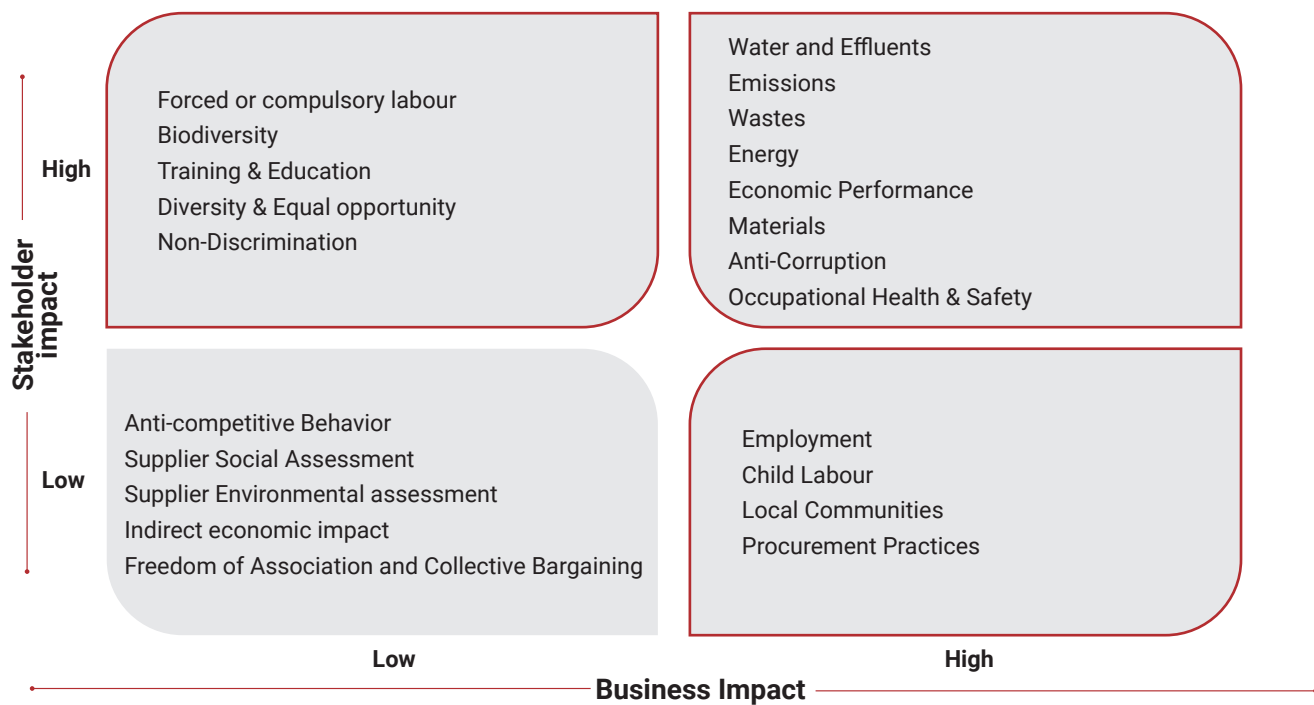 Forced or compulsory labour
Biodiversity
Training & Education
Diversity & Equal opportunity
Non-Discrimination
Water and Effluents
Emissions
Wastes
Energy
Economic Performance
Materials
Anti-Corruption
Occupational Health & Safety
High
Stakeholder
impact
Low
Anti-competitive Behavior
Supplier Social Assessment
Supplier Environmental assessment
Indirect economic impact
Freedom of Association and Collective Bargaining
Employment
Child Labour
Local Communities
Procurement Practices
Low
High
Business Impact